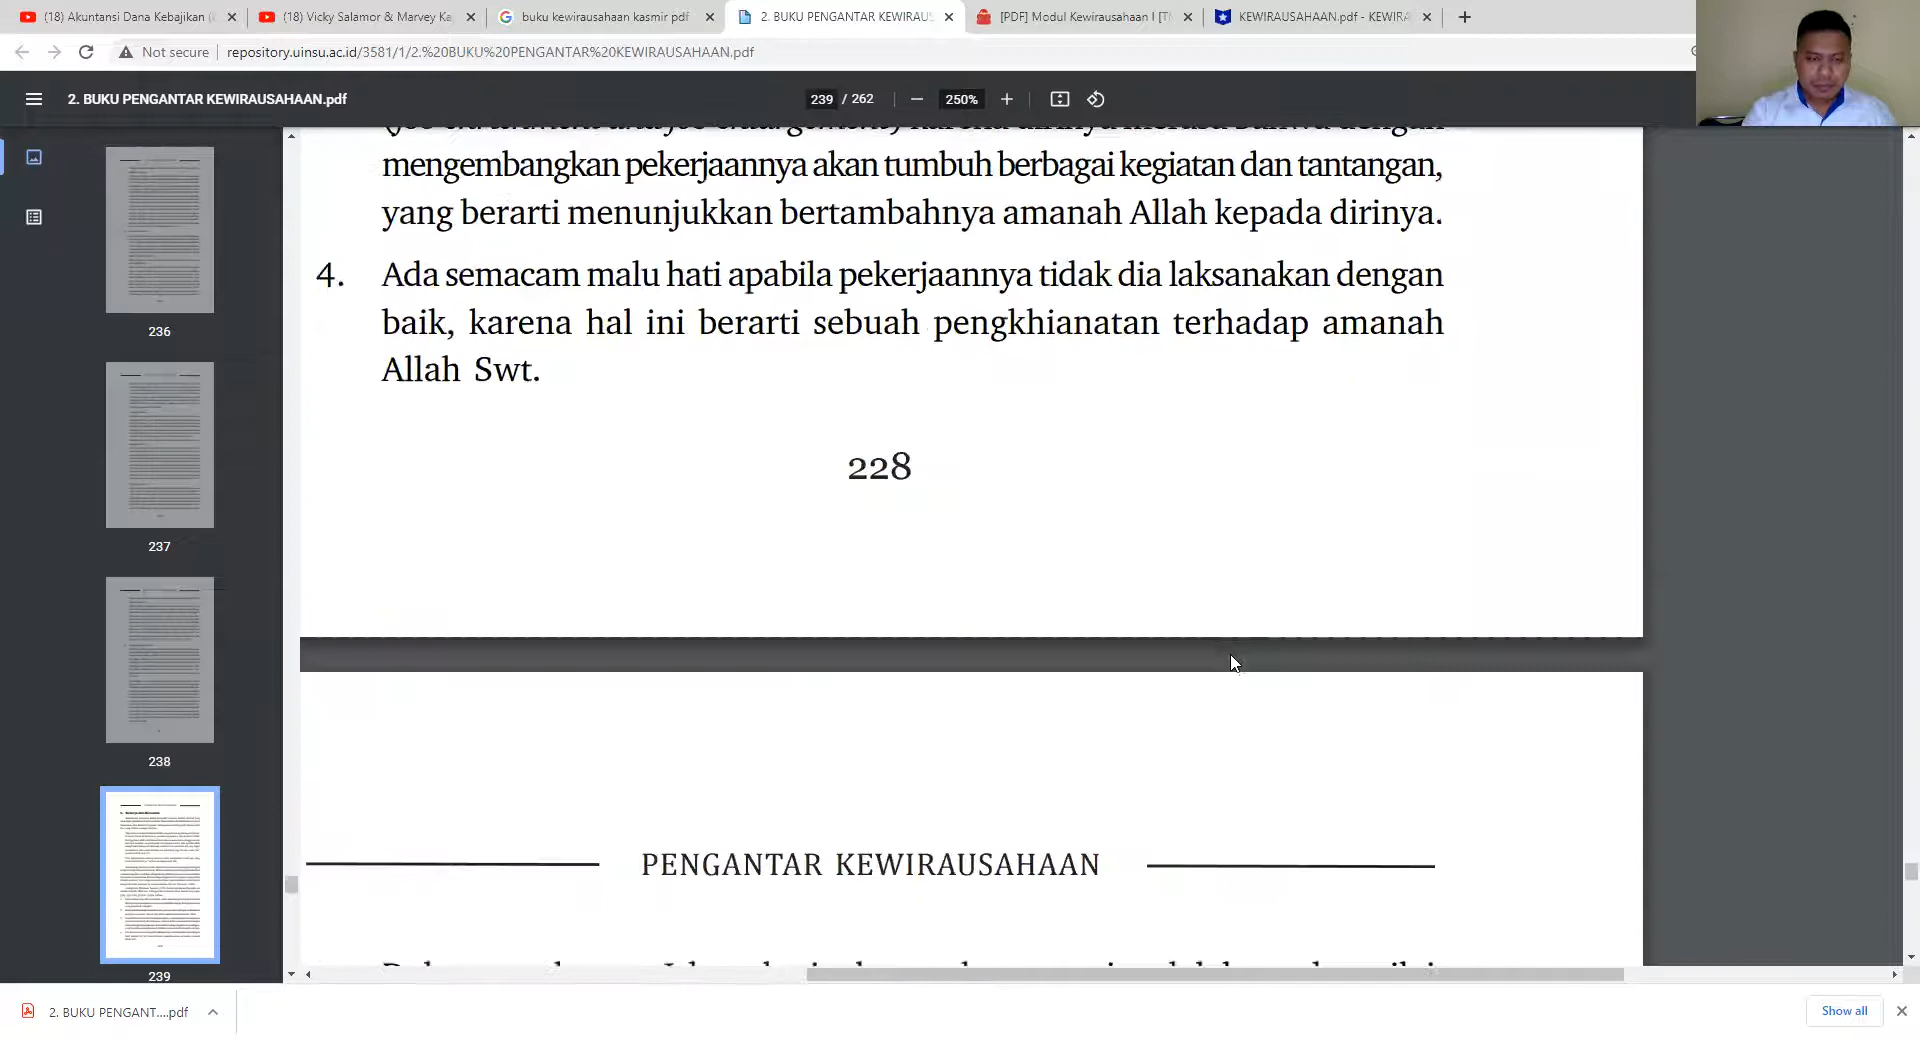 (18) Akuntansi Dana Kebajikan (
(18) Vicky Salamor & Marvey Ka
buku kewirausahaan kasmir pdf
2. BUKU PENGANTAR KEWIRAUS
[PDF] Modul Kewirausahaan I [T
KEWIRAUSAHAAN.pdf - KEWIRA
Not secure
repository.uinsu.ac.id/3581/1/2.%20BUKU%20PENGANTAR%20KEWIRAUSAHAAN.pdf
2. BUKU PENGANTAR KEWIRAUSAHAAN.pdf
239 / 262
250%
mengembangkan pekerjaannya akan tumbuh berbagai kegiatan dan tantangan,
yang berarti menunjukkan bertambahnya amanah Allah kepada dirinya.
4. Ada semacam malu hati apabila pekerjaannya tidak dia laksanakan dengan
baik, karena hal ini berarti sebuah pengkhianatan terhadap amanah
Allah Swt.
228
PENGANTAR KEWIRAUSAHAAN
236
237
238
239
2. BUKU PENGANT....pdf
Show all